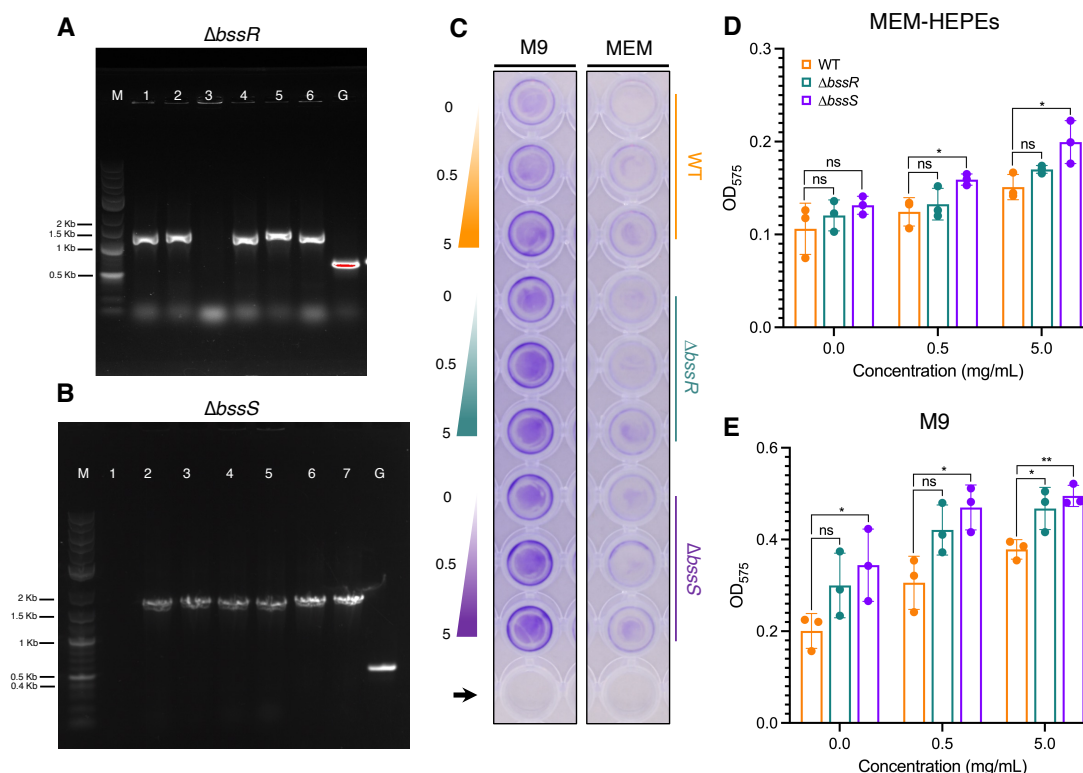 A
ΔbssR
M 1 2 3 4 5 6 G
2 Kb
1.5 Kb
1 Kb
0.5 Kb
B
ΔbssS
M 1 2 3 4 5 6 7 G
2 Kb
1.5 Kb
1 Kb
0.5 Kb
0.4 Kb
C
M9 MEM
0
0.5
5
WT
0
0.5
5
ΔbssR
0
0.5
5
ΔbssS
D
MEM-HEPEs
WT
ΔbssR
ΔbssS
0.3
0.2
0.1
0.0
OD575
ns
ns
ns
*
ns
*
0.0 0.5 5.0
Concentration (mg/mL)
E
M9
0.6
0.4
0.2
0.0
OD575
ns
*
ns
*
*
**
0.0 0.5 5.0
Concentration (mg/mL)